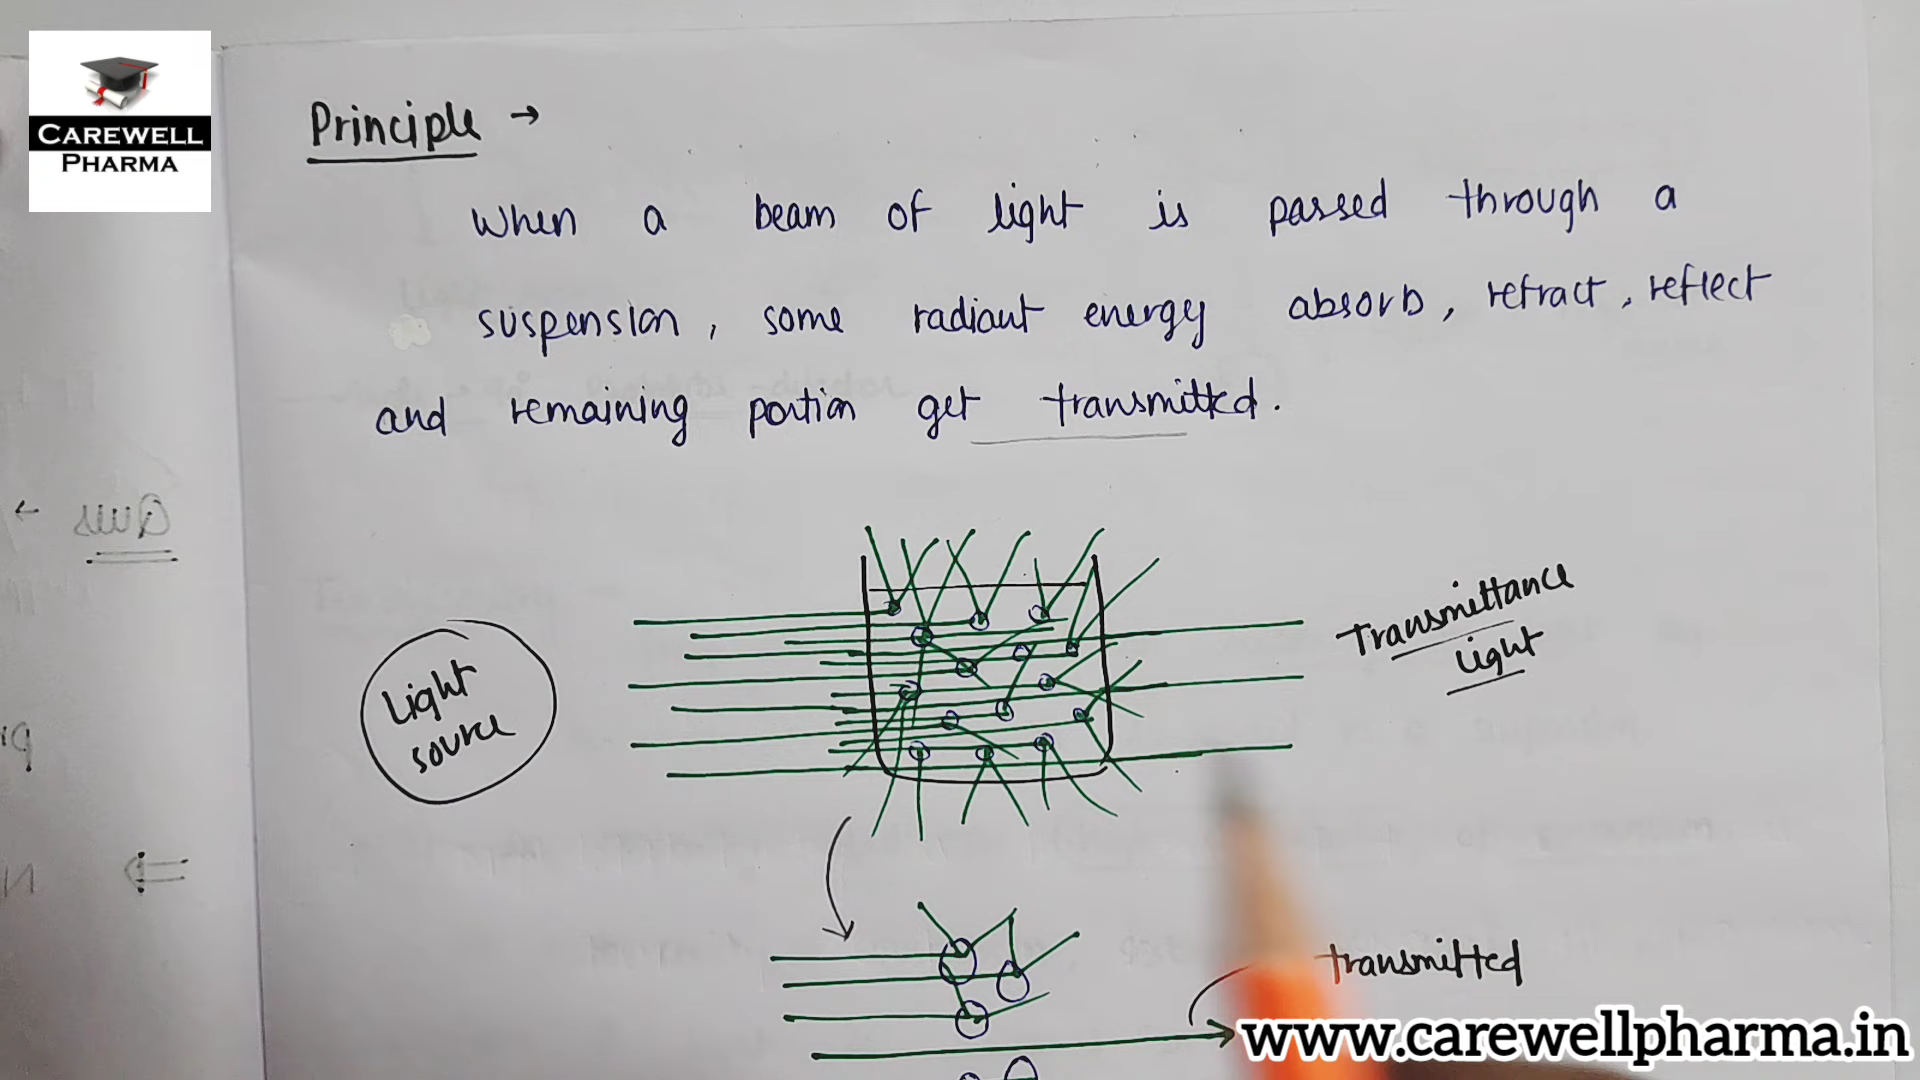 CAREWELL
PHARMA
Principle →
When a beam of light is passed through a
suspension, some radiant energy absorb, refract, reflect
and remaining portion get transmitted.
Light
source
Transmittance
light
transmitted
www.carewellpharma.in